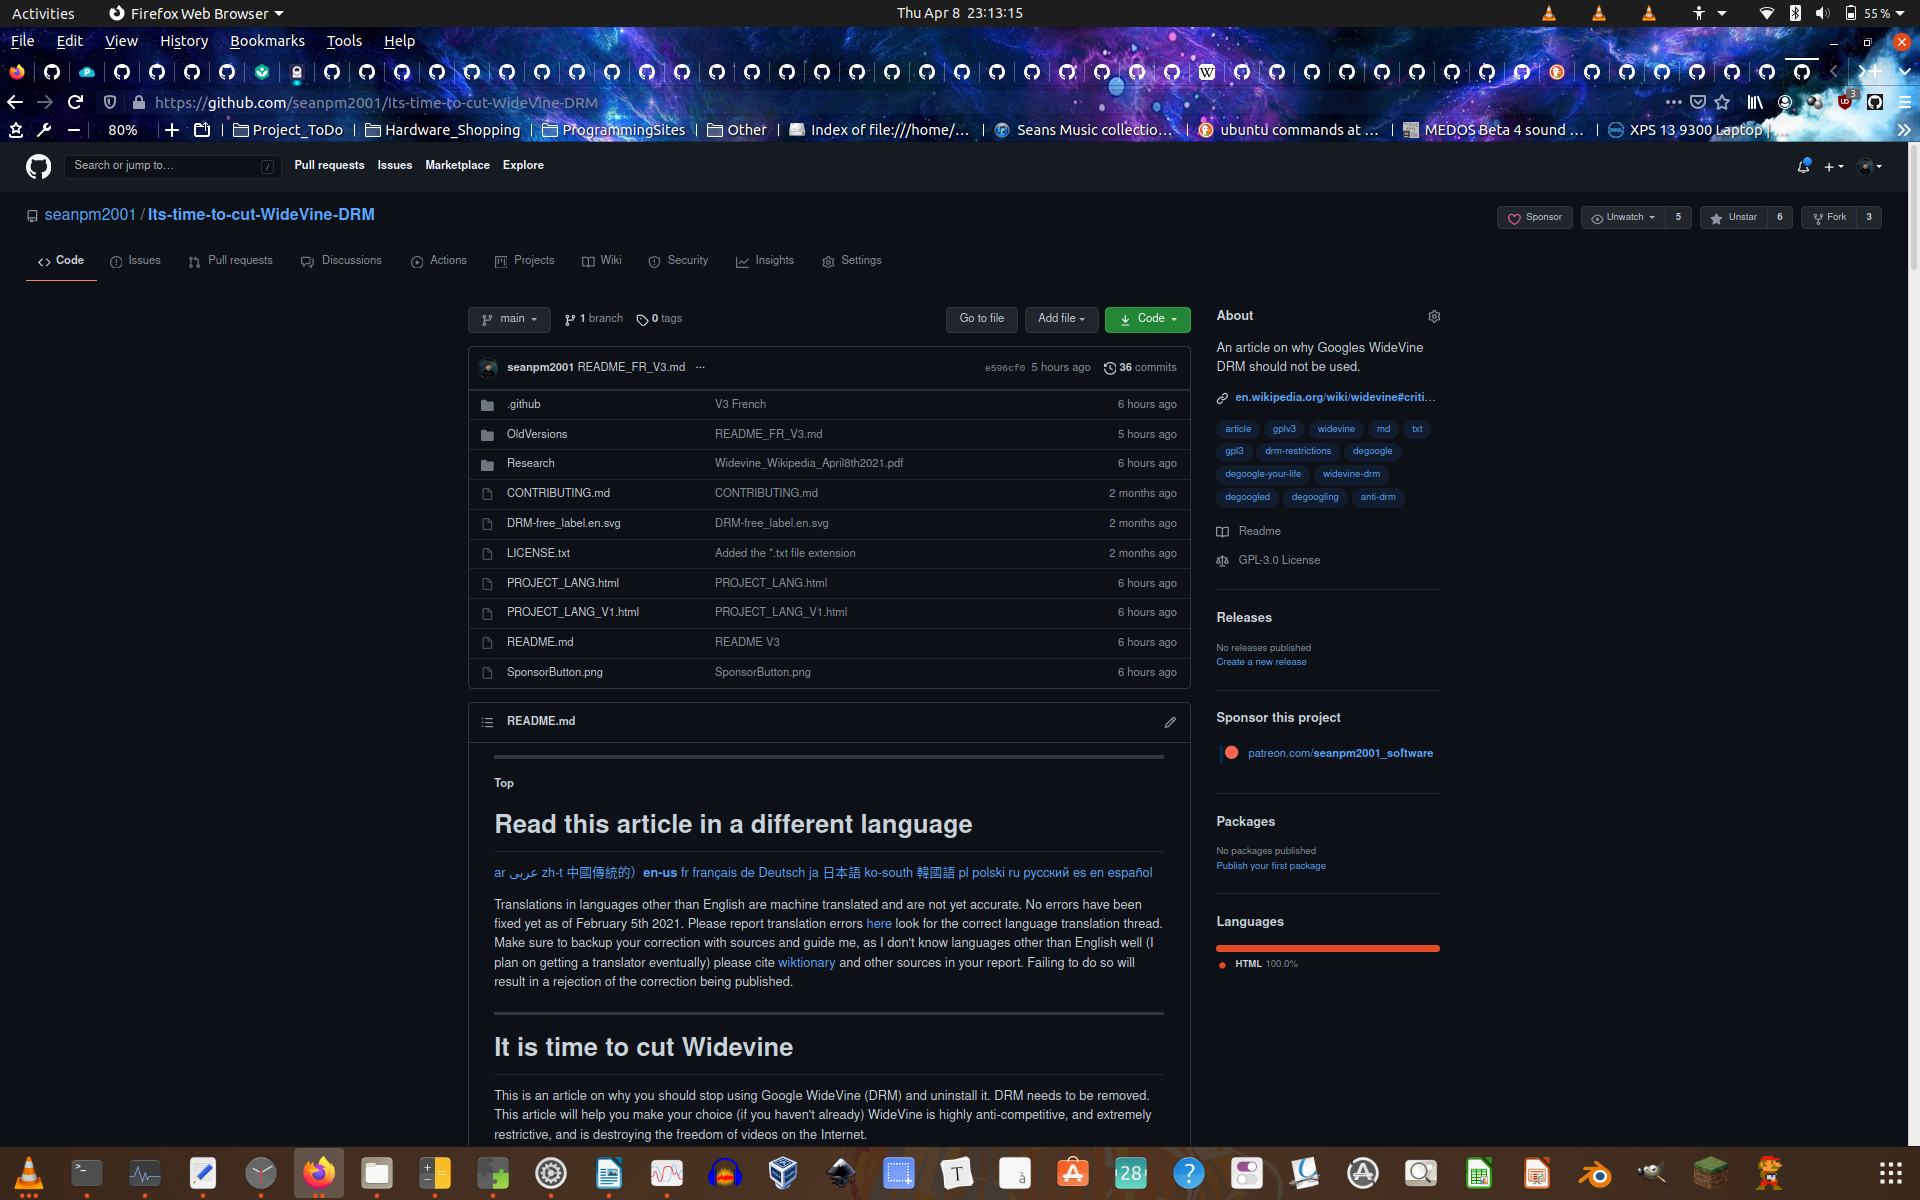 Activities Firefox Web Browser Thu Apr 8 23:13:15 55 %
File Edit View History Bookmarks Tools Help
https://github.com/seanpm2001/Its-time-to-cut-WideVine-DRM 3
80% Project_ToDo Hardware_Shopping ProgrammingSites Other Index of file:///home/... Seans Music collectio... ubuntu commands at ... MEDOS Beta 4 sound ... XPS 13 9300 Laptop |
Search or jump to... / Pull requests Issues Marketplace Explore
seanpm2001 / Its-time-to-cut-WideVine-DRM Sponsor Unwatch 5 Unstar 6 Fork 3
Code Issues Pull requests Discussions Actions Projects Wiki Security Insights Settings
main 1 branch 0 tags Go to file Add file Code
seanpm2001 README_FR_V3.md ... e596cf0 5 hours ago 36 commits
.github V3 French 6 hours ago
OldVersions README_FR_V3.md 5 hours ago
Research Widevine_Wikipedia_April8th2021.pdf 6 hours ago
CONTRIBUTING.md CONTRIBUTING.md 2 months ago
DRM-free_label.en.svg DRM-free_label.en.svg 2 months ago
LICENSE.txt Added the *.txt file extension 2 months ago
PROJECT_LANG.html PROJECT_LANG.html 6 hours ago
PROJECT_LANG_V1.html PROJECT_LANG_V1.html 6 hours ago
README.md README V3 6 hours ago
SponsorButton.png SponsorButton.png 6 hours ago
README.md
Top
Read this article in a different language
ar عربى zh-t 中國傳統的）en-us fr français de Deutsch ja 日本語 ko-south 韓國語 pl polski ru русский es en español
Translations in languages other than English are machine translated and are not yet accurate. No errors have been
fixed yet as of February 5th 2021. Please report translation errors here look for the correct language translation thread.
Make sure to backup your correction with sources and guide me, as I don't know languages other than English well (I
plan on getting a translator eventually) please cite wiktionary and other sources in your report. Failing to do so will
result in a rejection of the correction being published.
It is time to cut Widevine
This is an article on why you should stop using Google WideVine (DRM) and uninstall it. DRM needs to be removed.
This article will help you make your choice (if you haven't already) WideVine is highly anti-competitive, and extremely
restrictive, and is destroying the freedom of videos on the Internet.
About
An article on why Googles WideVine
DRM should not be used.
en.wikipedia.org/wiki/widevine#criti...
article gplv3 widevine md txt
gpl3 drm-restrictions degoogle
degoogle-your-life widevine-drm
degoogled degoogling anti-drm
Readme
GPL-3.0 License
Releases
No releases published
Create a new release
Sponsor this project
patreon.com/seanpm2001_software
Packages
No packages published
Publish your first package
Languages
HTML 100.0%